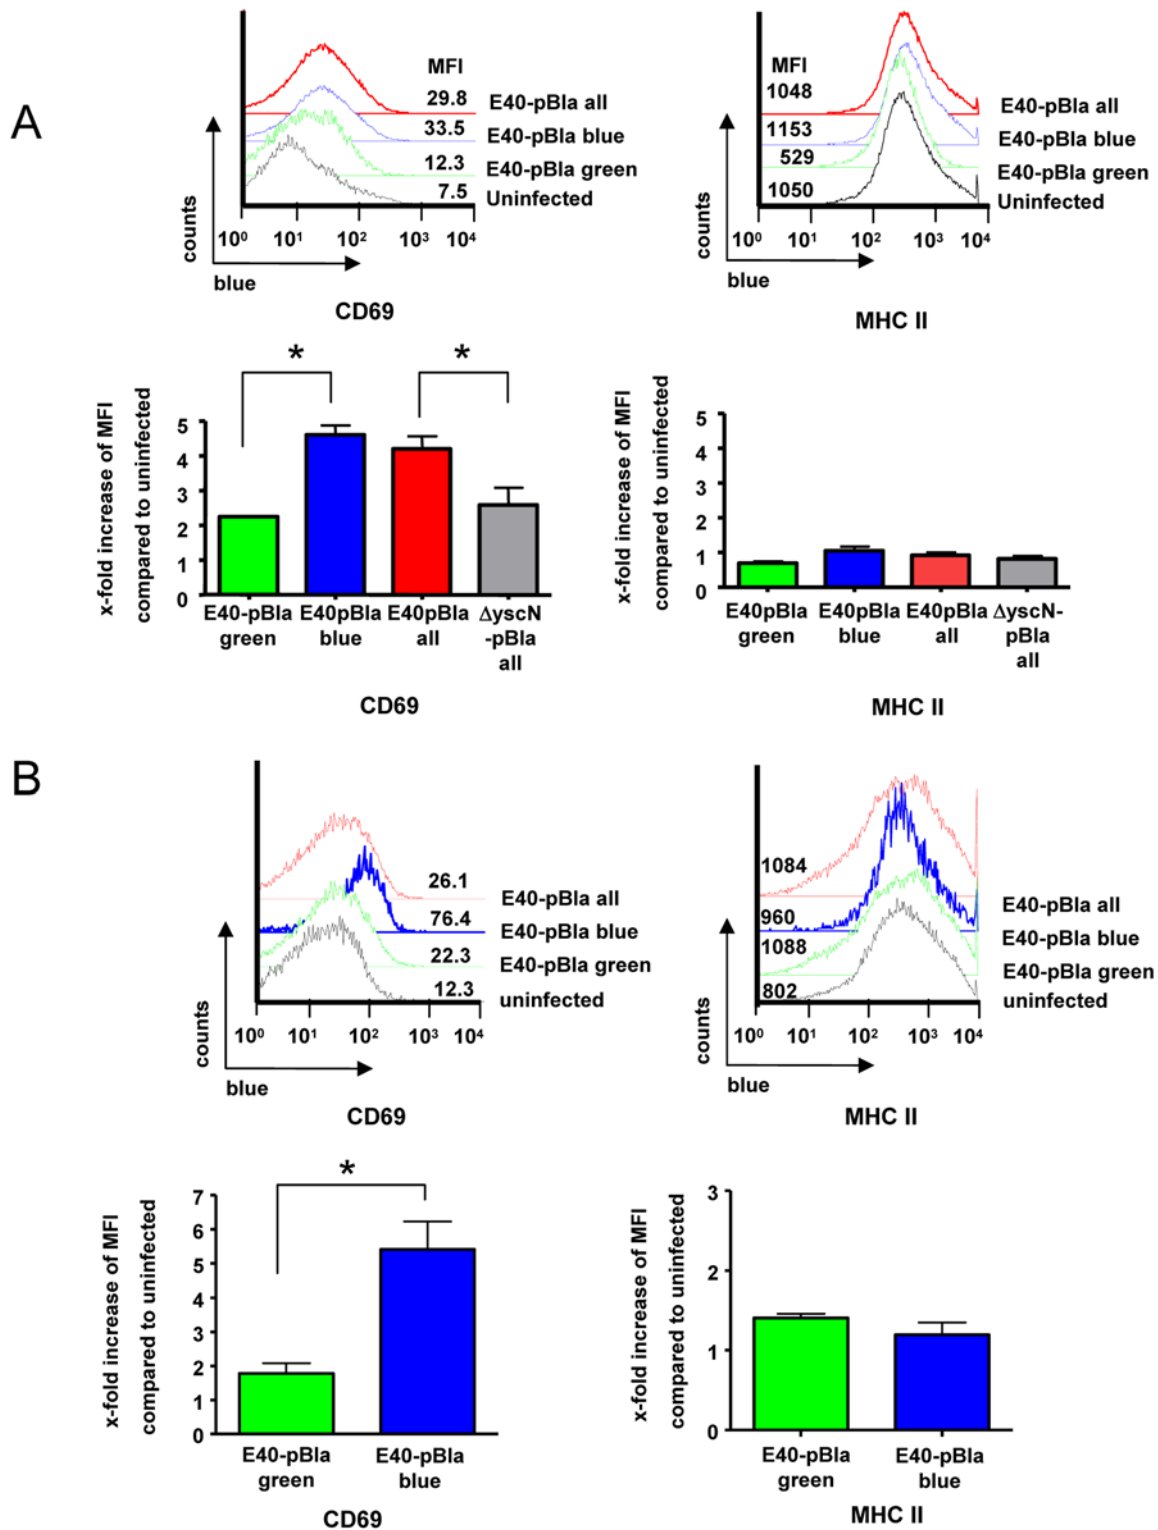 A
MFI
29.8
33.5
12.3
7.5
E40-pBla all
E40-pBla blue
E40-pBla green
Uninfected
counts
10⁰ 10¹ 10² 10³ 10⁴
blue
CD69
MFI
1048
1153
529
1050
E40-pBla all
E40-pBla blue
E40-pBla green
Uninfected
counts
10⁰ 10¹ 10² 10³ 10⁴
blue
MHC II
x-fold increase of MFI
compared to uninfected
5
4
3
2
1
0
*
*
E40-pBla
green
E40pBla
blue
E40pBla
all
ΔyscN
-pBla
all
CD69
x-fold increase of MFI
compared to uninfected
5
4
3
2
1
0
E40pBla
green
E40pBla
blue
E40pBla
all
ΔyscN-
pBla
all
MHC II
B
26.1
76.4
22.3
12.3
E40-pBla all
E40-pBla blue
E40-pBla green
uninfected
counts
10⁰ 10¹ 10² 10³ 10⁴
blue
CD69
1084
960
1088
802
E40-pBla all
E40-pBla blue
E40-pBla green
uninfected
counts
10⁰ 10¹ 10² 10³ 10⁴
blue
MHC II
x-fold increase of MFI
compared to uninfected
7
6
5
4
3
2
1
0
*
E40-pBla
green
E40-pBla
blue
CD69
x-fold increase of MFI
compared to uninfected
3
2
1
0
E40-pBla
green
E40-pBla
blue
MHC II